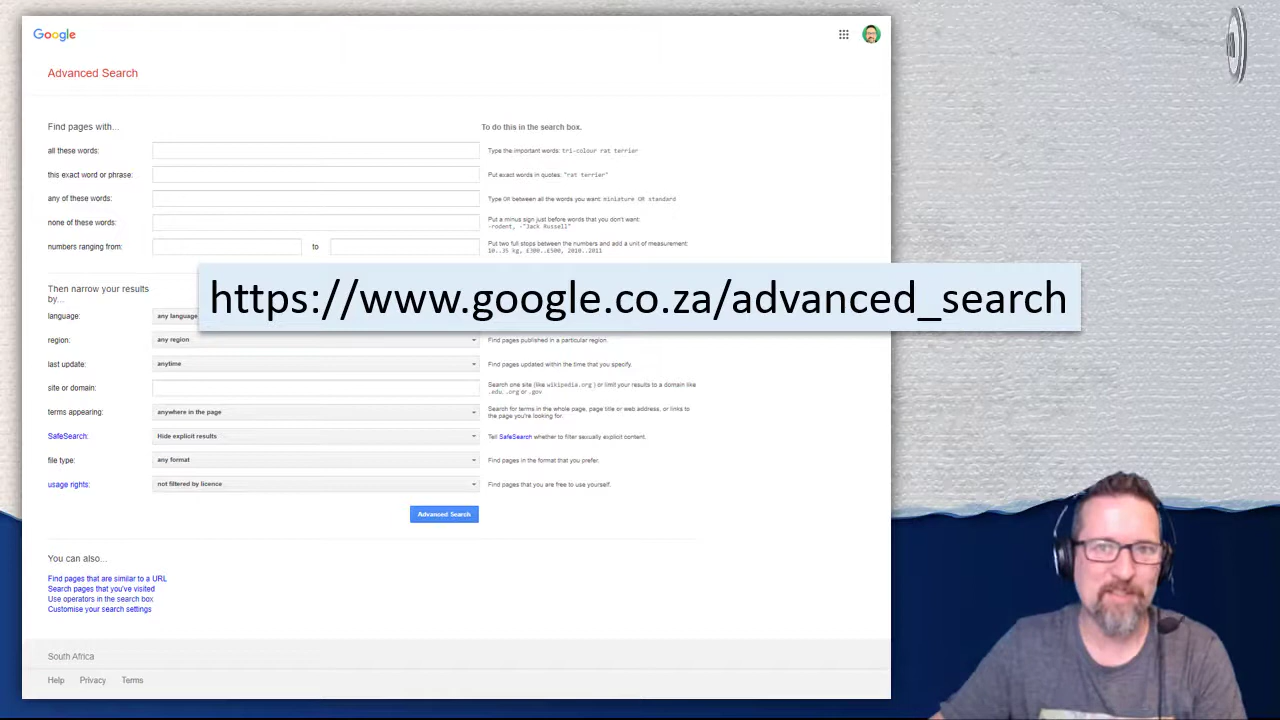 Google
Advanced Search
Find pages with...
To do this in the search box.
all these words:
Type the important words: tri-colour rat terrier
this exact word or phrase:
Put exact words in quotes: "rat terrier"
any of these words:
Type OR between all the words you want: miniature OR standard
none of these words:
Put a minus sign just before words that you don't want:
-rodent, -"Jack Russell"
numbers ranging from:
to
Put two full stops between the numbers and add a unit of measurement:
10..35 kg, £300..£500, 2010..2011
Then narrow your results
by...
https://www.google.co.za/advanced_search
language:
any language
region:
any region
Find pages published in a particular region.
last update:
anytime
Find pages updated within the time that you specify.
site or domain:
Search one site (like wikipedia.org ) or limit your results to a domain like
.edu, .org or .gov
terms appearing:
anywhere in the page
Search for terms in the whole page, page title or web address, or links to
the page you're looking for.
SafeSearch:
Hide explicit results
Tell SafeSearch whether to filter sexually explicit content.
file type:
any format
Find pages in the format that you prefer.
usage rights:
not filtered by licence
Find pages that you are free to use yourself.
Advanced Search
You can also...
Find pages that are similar to a URL
Search pages that you've visited
Use operators in the search box
Customise your search settings
South Africa
Help Privacy Terms